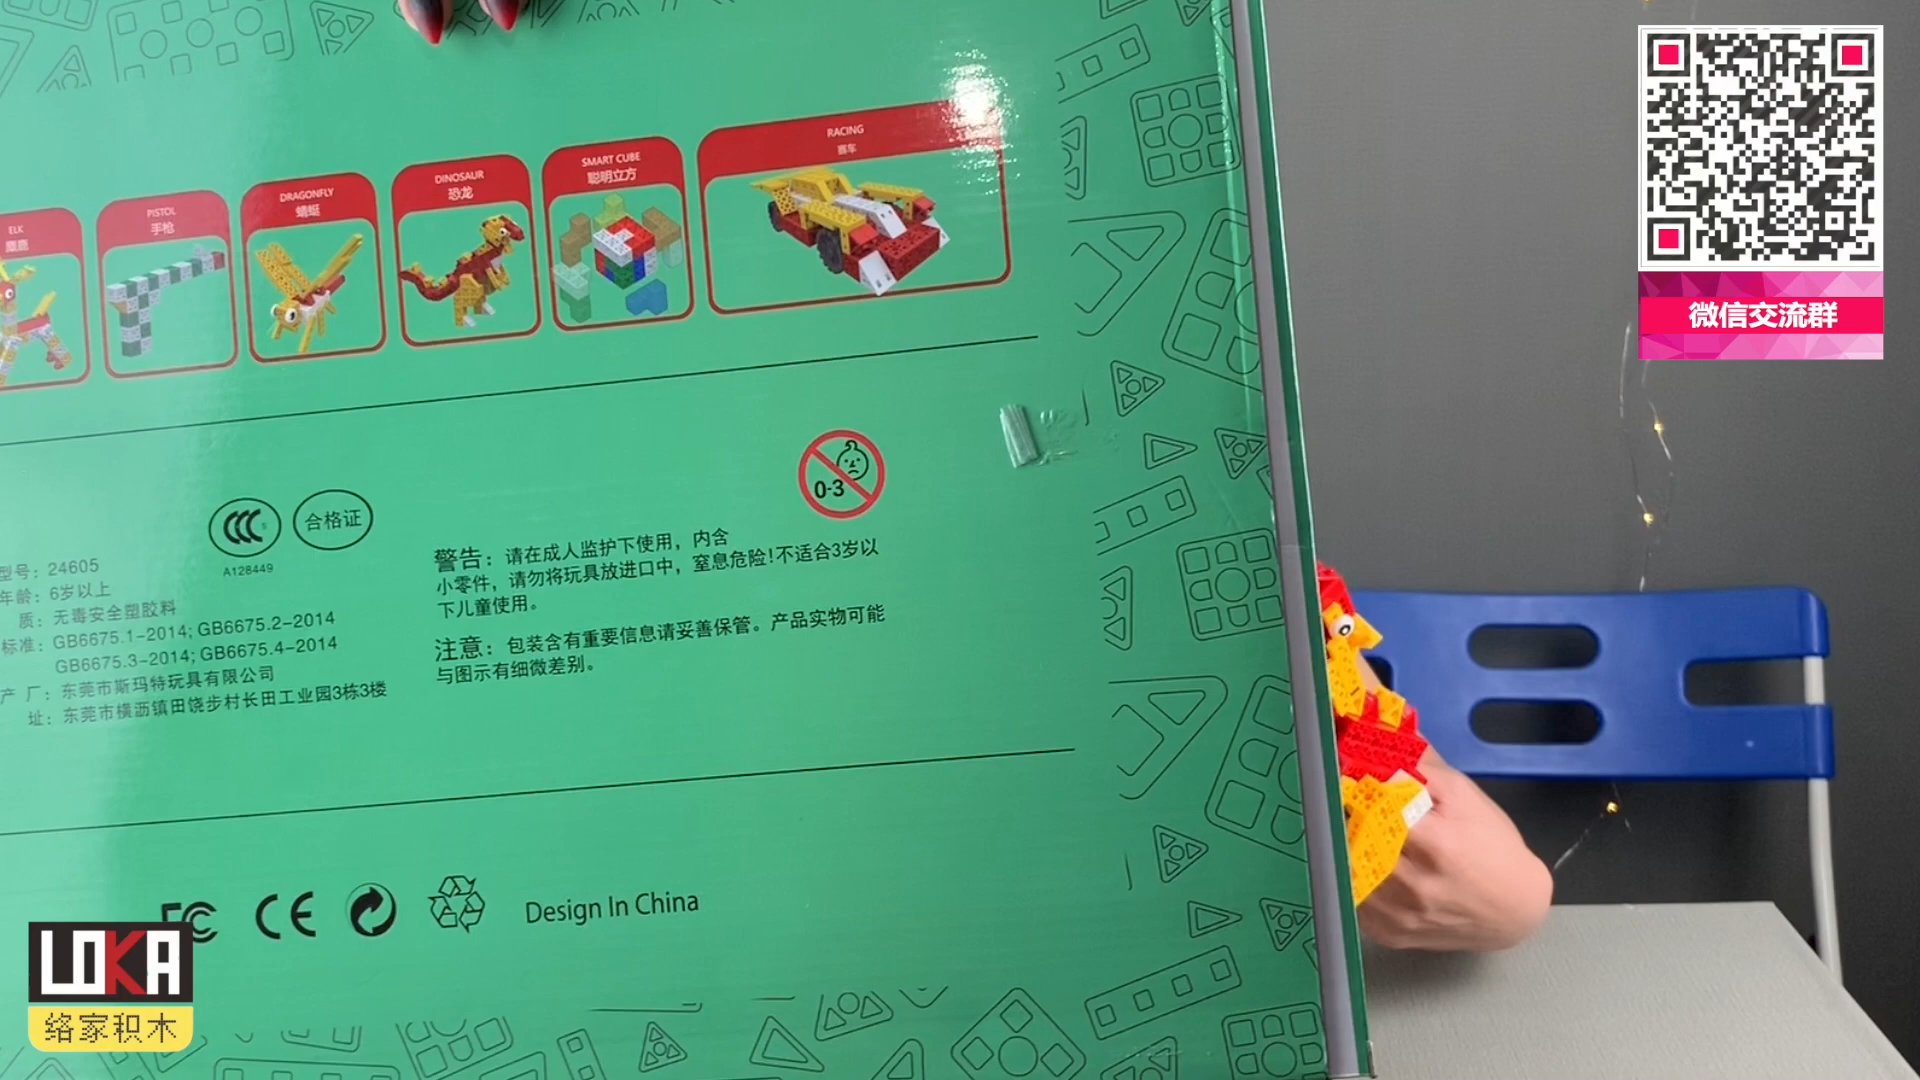 ELK
麋鹿
PISTOL
手枪
DRAGONFLY
蜻蜓
DINOSAUR
恐龙
SMART CUBE
聪明立方
RACING
赛车
微信交流群
合格证
A128449
0-3
型号：24605
年龄：6岁以上
质：无毒安全塑胶料
标准：GB6675.1-2014; GB6675.2-2014
GB6675.3-2014; GB6675.4-2014
产 厂：东莞市斯玛特玩具有限公司
址：东莞市横沥镇田饶步村长田工业园3栋3楼
警告：请在成人监护下使用，内含
小零件，请勿将玩具放进口中，窒息危险!不适合3岁以
下儿童使用。
注意：包装含有重要信息请妥善保管。产品实物可能
与图示有细微差别。
FC CE Design In China
LOKA
络家积木